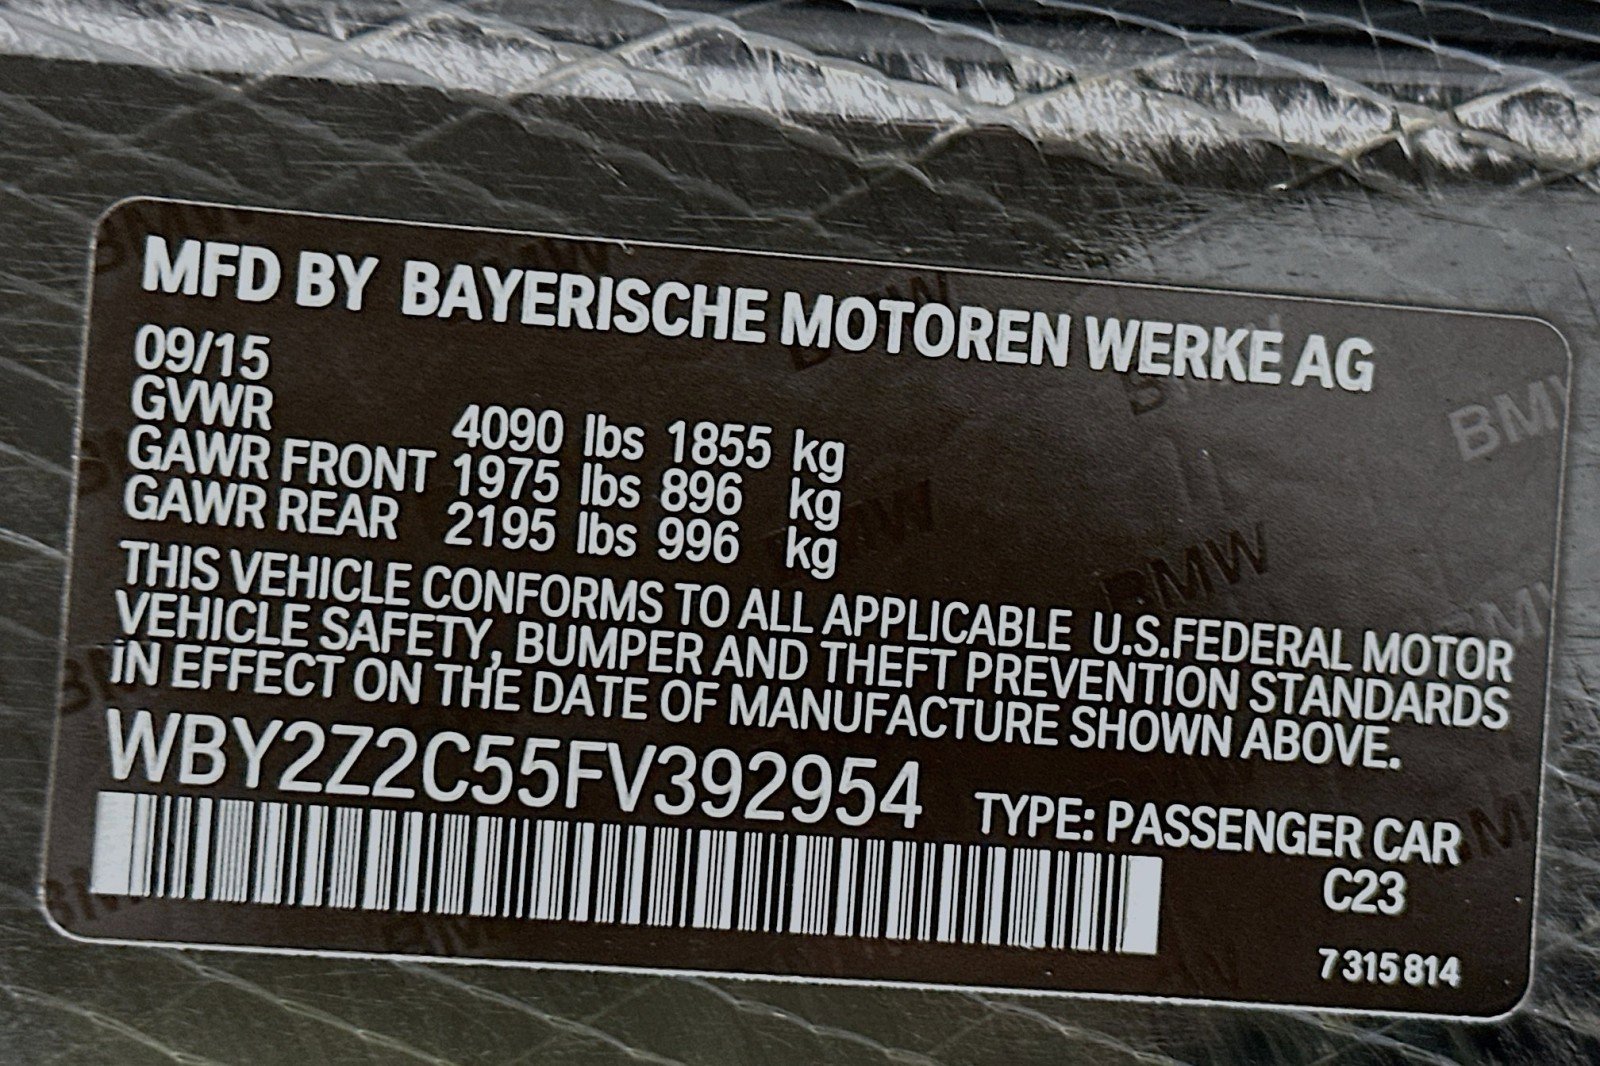 MFD BY BAYERISCHE MOTOREN WERKE AG
09/15
GVWR 4090 lbs 1855 kg
GAWR FRONT 1975 lbs 896 kg
GAWR REAR 2195 lbs 996 kg
THIS VEHICLE CONFORMS TO ALL APPLICABLE U.S.FEDERAL MOTOR
VEHICLE SAFETY, BUMPER AND THEFT PREVENTION STANDARDS
IN EFFECT ON THE DATE OF MANUFACTURE SHOWN ABOVE.
WBY2Z2C55FV392954
TYPE: PASSENGER CAR
C23
7 315 814